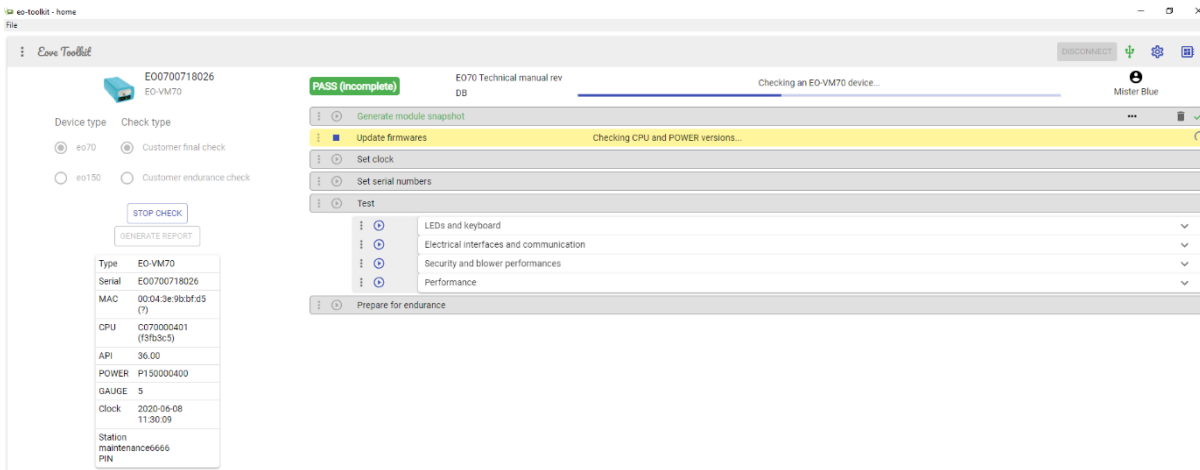 eo-toolkit - home
File
Eove Toolkit
DISCONNECT
EO0700718026
EO-VM70
PASS (incomplete)
EO70 Technical manual rev
DB
Checking an EO-VM70 device...
Mister Blue
Device type
Check type
eo70
Customer final check
eo150
Customer endurance check
STOP CHECK
GENERATE REPORT
Type EO-VM70
Serial EO0700718026
MAC 00:04:3e:9b:bf:d5
(?)
CPU C070000401
(f3fb3c5)
API 36.00
POWER P150000400
GAUGE 5
Clock 2020-06-08
11:30:09
Station
maintenance6666
PIN
Generate module snapshot
Update firmwares Checking CPU and POWER versions...
Set clock
Set serial numbers
Test
LEDs and keyboard
Electrical interfaces and communication
Security and blower performances
Performance
Prepare for endurance